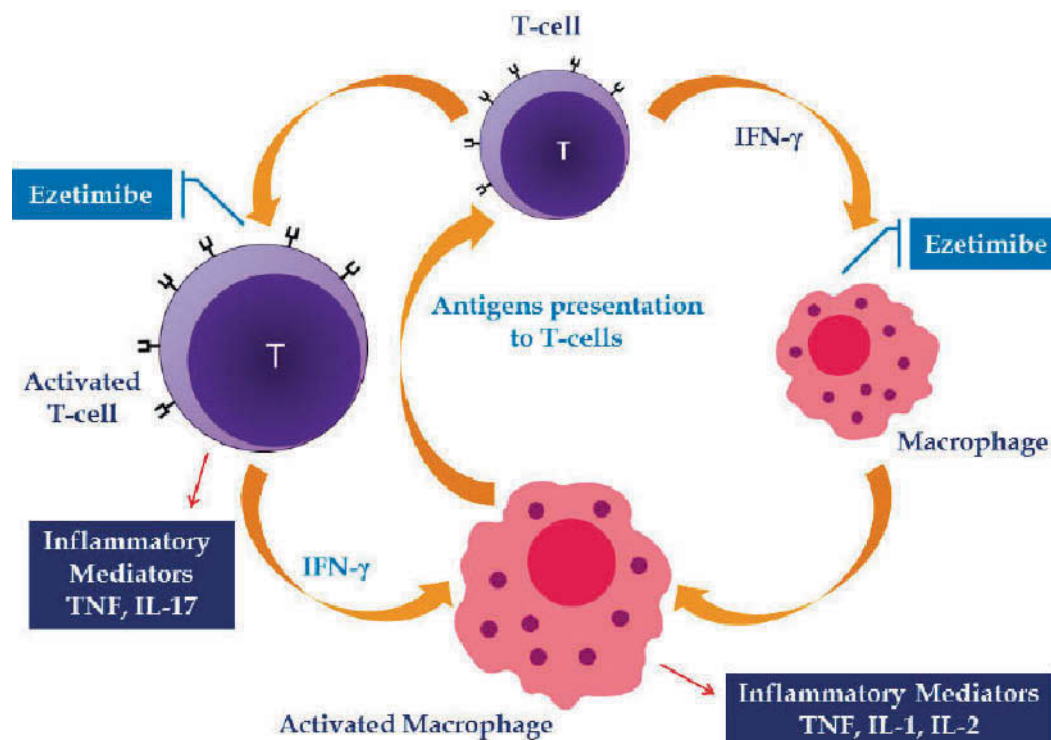 T-cell
T
IFN-γ
Ezetimibe
Ezetimibe
Antigens presentation
to T-cells
T
Activated
T-cell
Macrophage
Inflammatory
Mediators
TNF, IL-17
IFN-γ
Activated Macrophage
Inflammatory Mediators
TNF, IL-1, IL-2